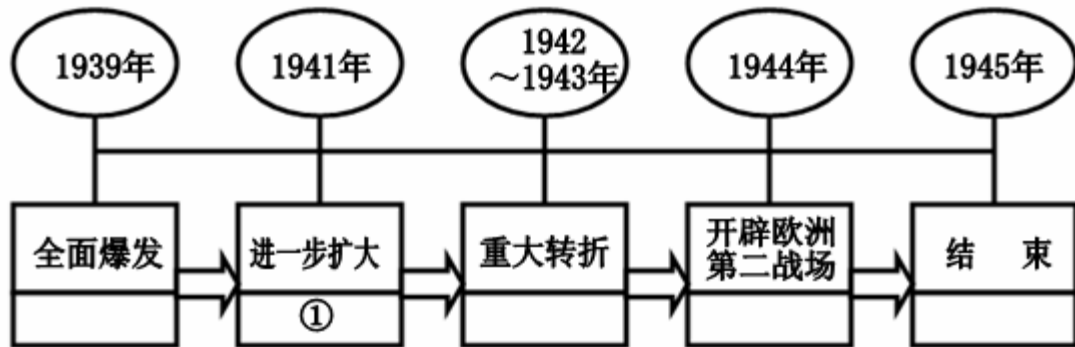 1939年
1941年
1942
～1943年
1944年
1945年
全面爆发
进一步扩大
重大转折
开辟欧洲
第二战场
结 束
①